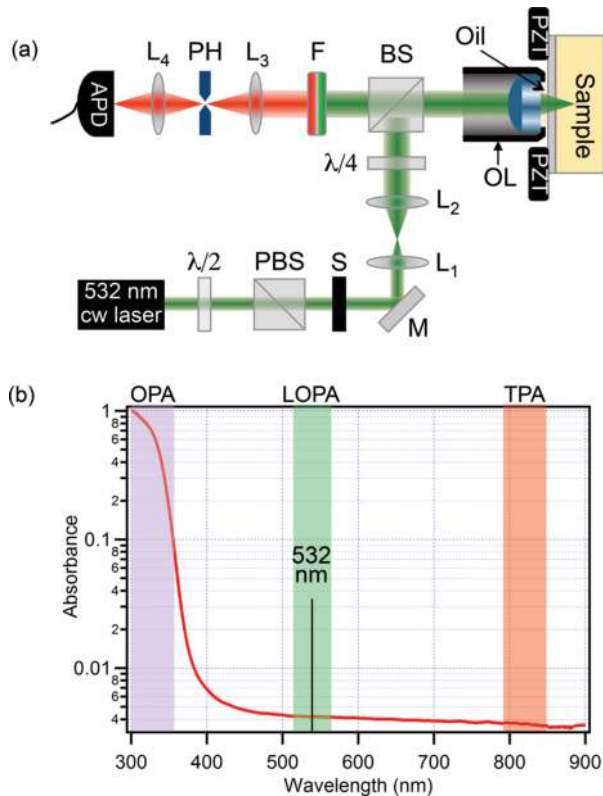 (a)
L4
PH
L3
F
BS
Oil
PZT
APD
Sample
λ/4
OL
PZT
L2
λ/2
PBS
S
L1
532 nm
cw laser
M
(b)
OPA
LOPA
TPA
1
8
6
4
2
0.1
8
6
4
2
0.01
8
6
4
532
nm
Absorbance
300
400
500
600
700
800
900
Wavelength (nm)